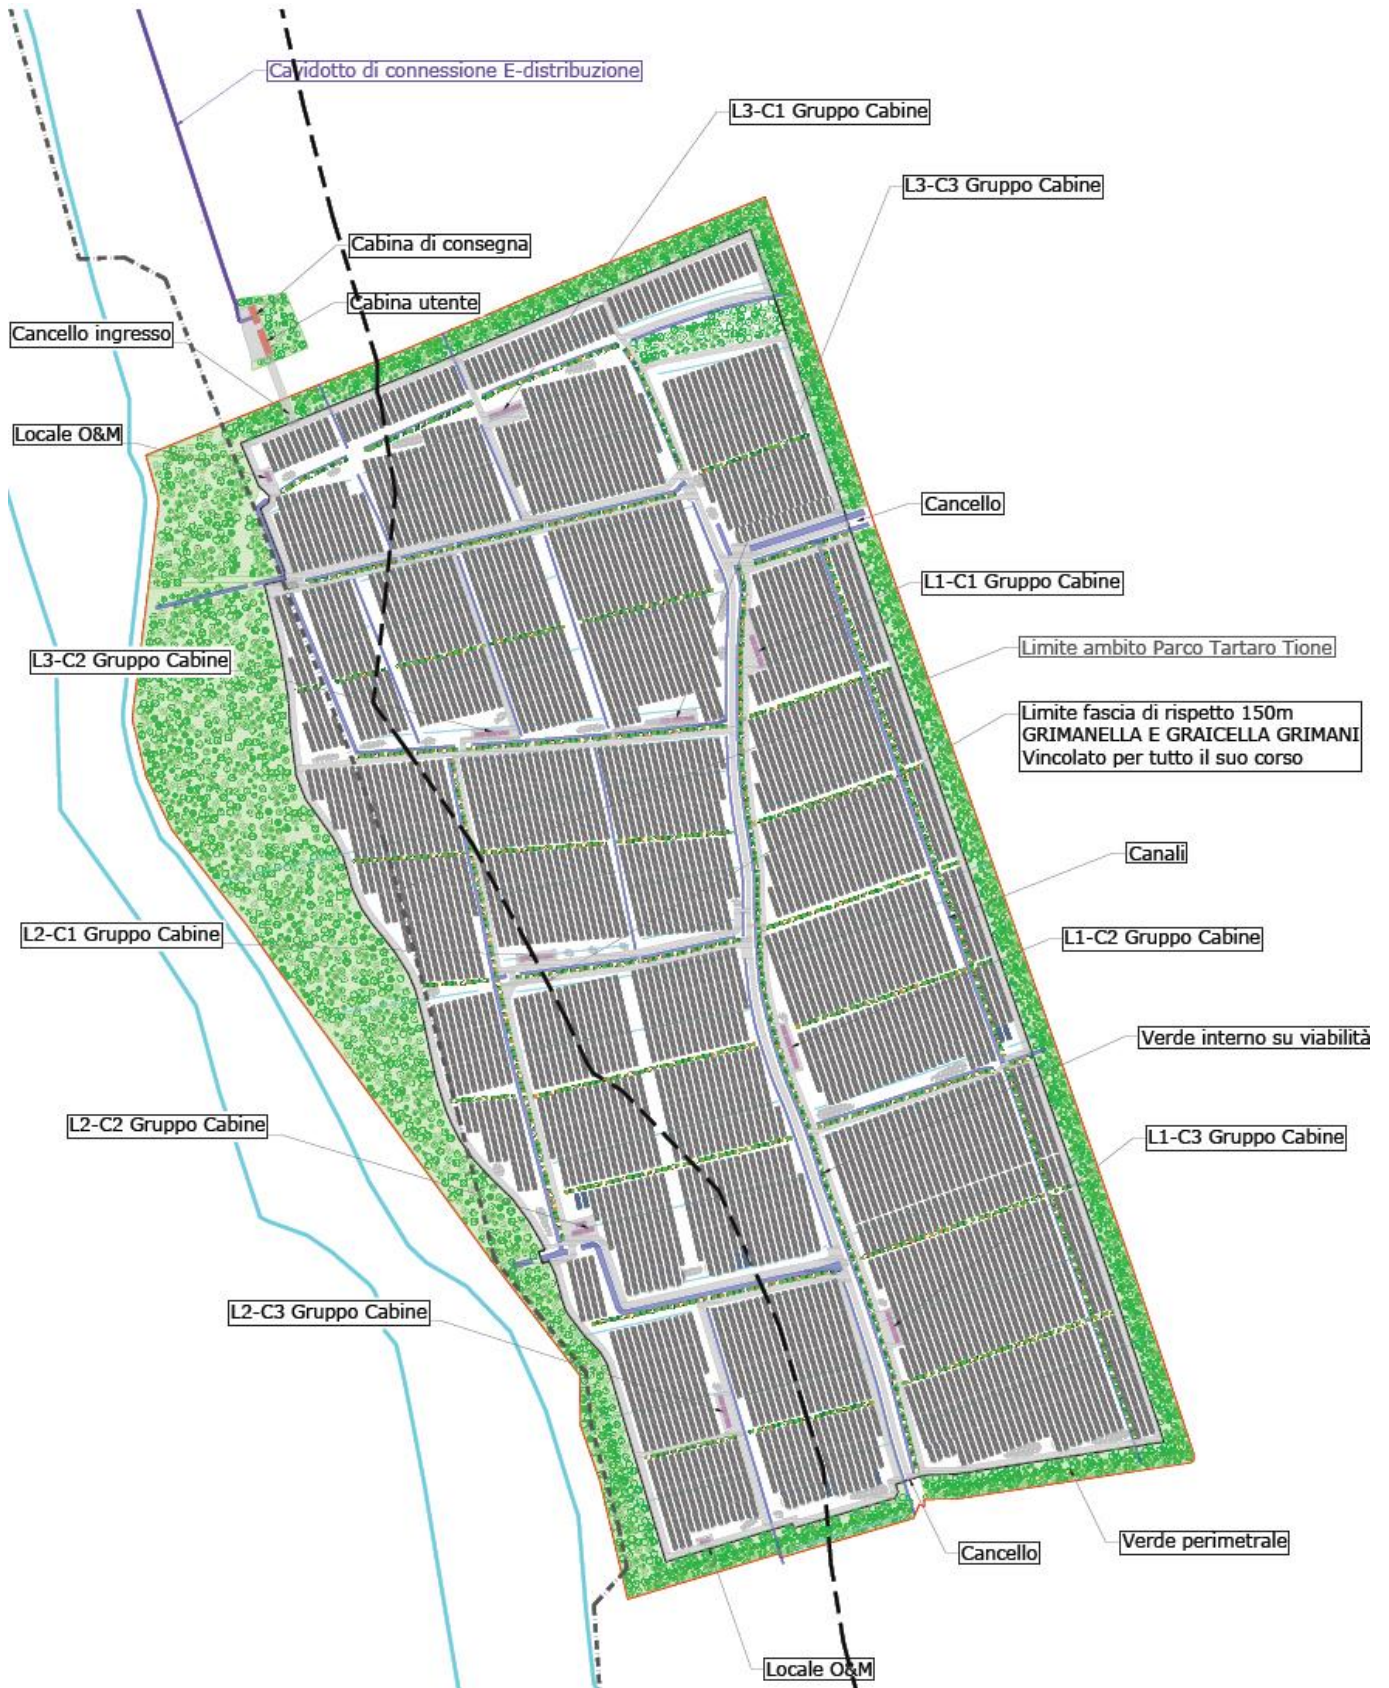 Cavidotto di connessione E-distribuzione
L3-C1 Gruppo Cabine
L3-C3 Gruppo Cabine
Cabina di consegna
Cabina utente
Cancello ingresso
Locale O&M
Cancello
L1-C1 Gruppo Cabine
Limite ambito Parco Tartaro Tione
L3-C2 Gruppo Cabine
Limite fascia di rispetto 150m
GRIMANELLA E GRAICELLA GRIMANI
Vincolato per tutto il suo corso
Canali
L2-C1 Gruppo Cabine
L1-C2 Gruppo Cabine
Verde interno su viabilità
L2-C2 Gruppo Cabine
L1-C3 Gruppo Cabine
L2-C3 Gruppo Cabine
Verde perimetrale
Cancello
Locale O&M